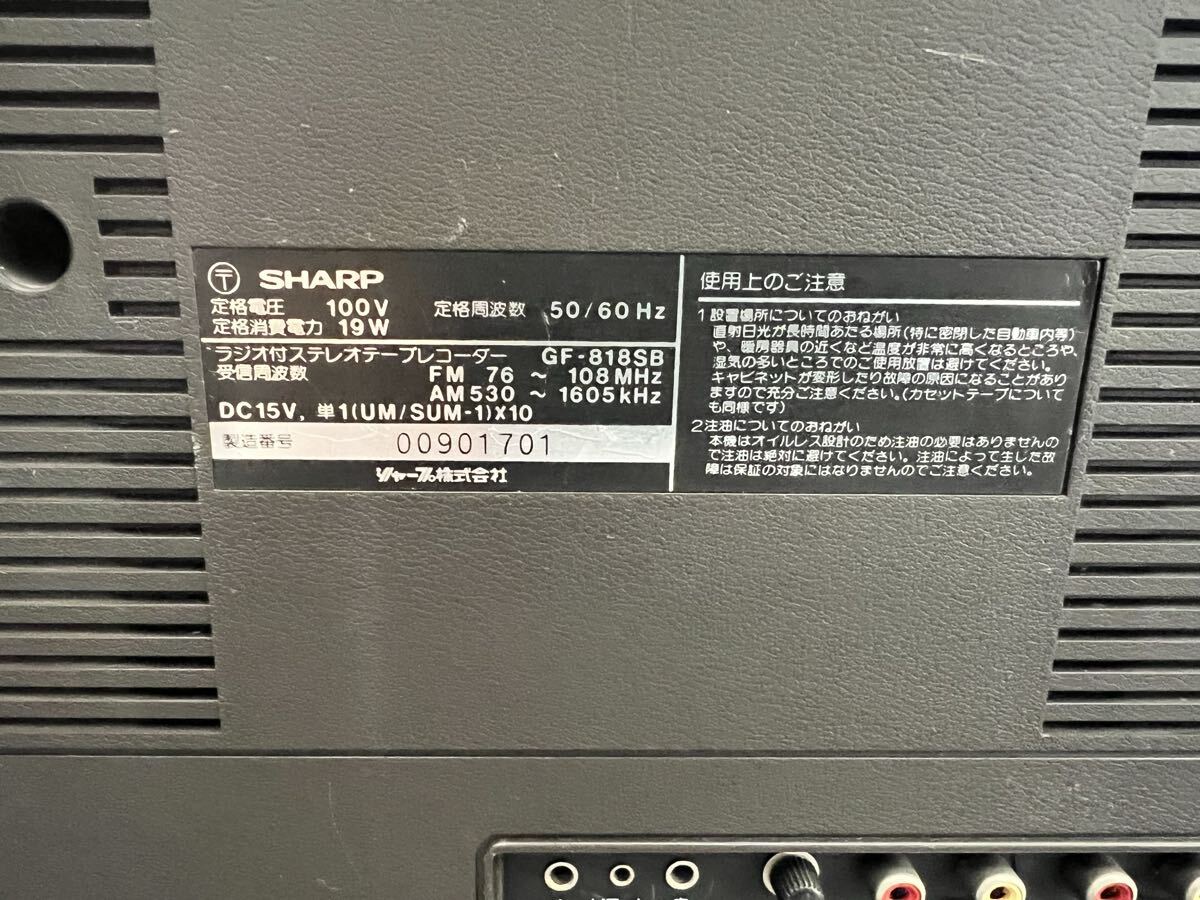 〒 SHARP
定格電圧 100V 定格周波数 50/60Hz
定格消費電力 19W
ラジオ付ステレオテープレコーダー GF-818SB
受信周波数 FM 76 ~ 108MHz
AM 530 ~ 1605kHz
DC15V, 単1(UM/SUM-1)X10
製造番号 00901701
シャープ株式会社
使用上のご注意
1 設置場所についてのおねがい
直射日光が長時間あたる場所(特に密閉した自動車内等)
や、暖房器具の近くなど温度が非常に高くなるところや、
湿気の多いところでのご使用放置は避けてください。
キャビネットが変形したり故障の原因になることがあり
ますので充分ご注意ください。(カセットテープについて
も同様です)
2 注油についてのおねがい
本機はオイルレス設計のため注油の必要はありませんの
で注油は絶対に避けてください。注油によって生じた故
障は保証の対象にはなりませんのでご注意ください。